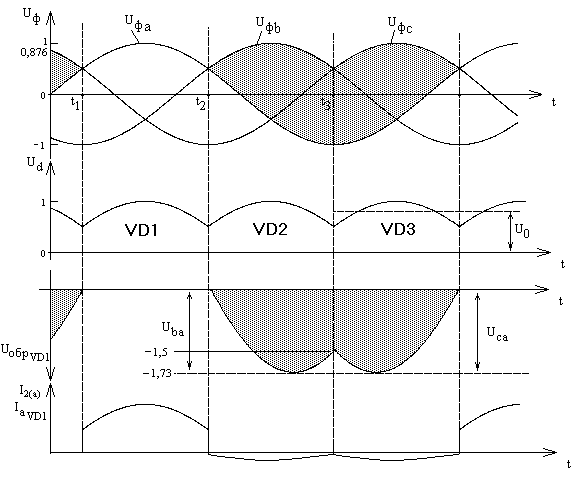 Uф
Uфa
Uфb
Uфc
1
0,876
0
t1
t2
t3
t
−1
Ud
1
VD1
VD2
VD3
U0
0
t
t
Uba
Uca
Uобр VD1
−1,5
−1,73
I2(a)
Ia VD1
t